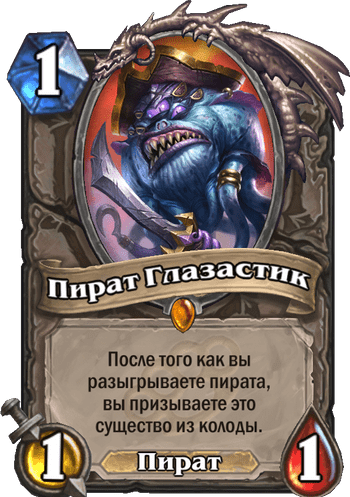 1
Пират Глазастик
После того как вы
разыгрываете пирата,
вы призываете это
существо из колоды.
1
Пират
1